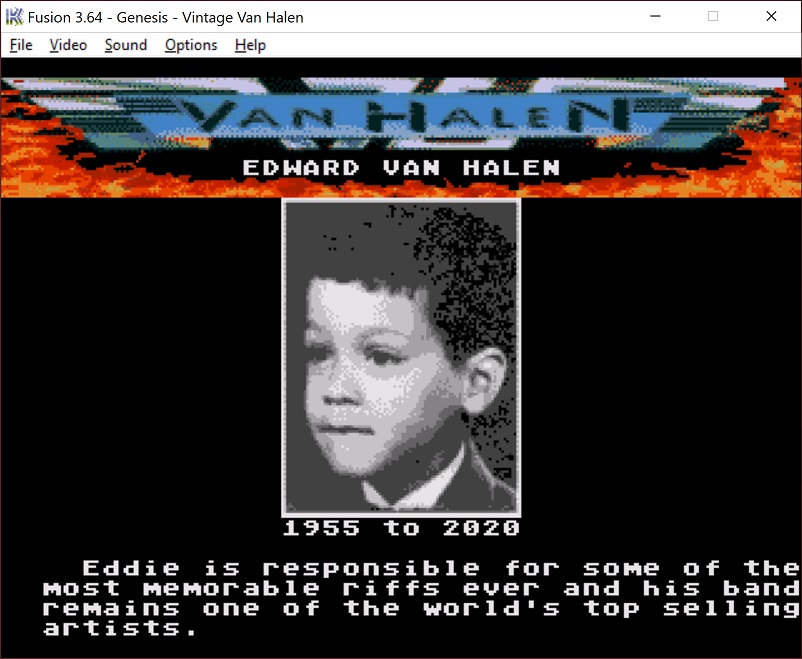 Fusion 3.64 - Genesis - Vintage Van Halen
File Video Sound Options Help
VAN HALEN
EDWARD VAN HALEN
1955 to 2020
Eddie is responsible for some of the
most memorable riffs ever and his band
remains one of the world's top selling
artists.